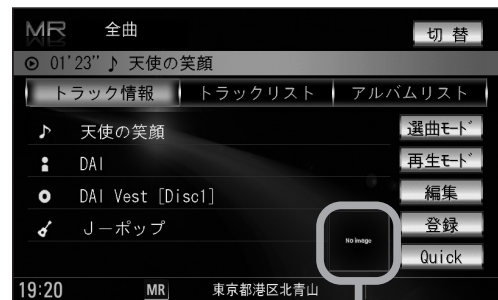 MR 全曲 切替
01'23" ♪ 天使の笑顔
トラック情報 トラックリスト アルバムリスト
天使の笑顔 選曲ﾓｰﾄﾞ
DAI 再生ﾓｰﾄﾞ
DAI Vest [Disc1] 編集
Jーポップ 登録
No image
Quick
19:20 MR 東京都港区北青山